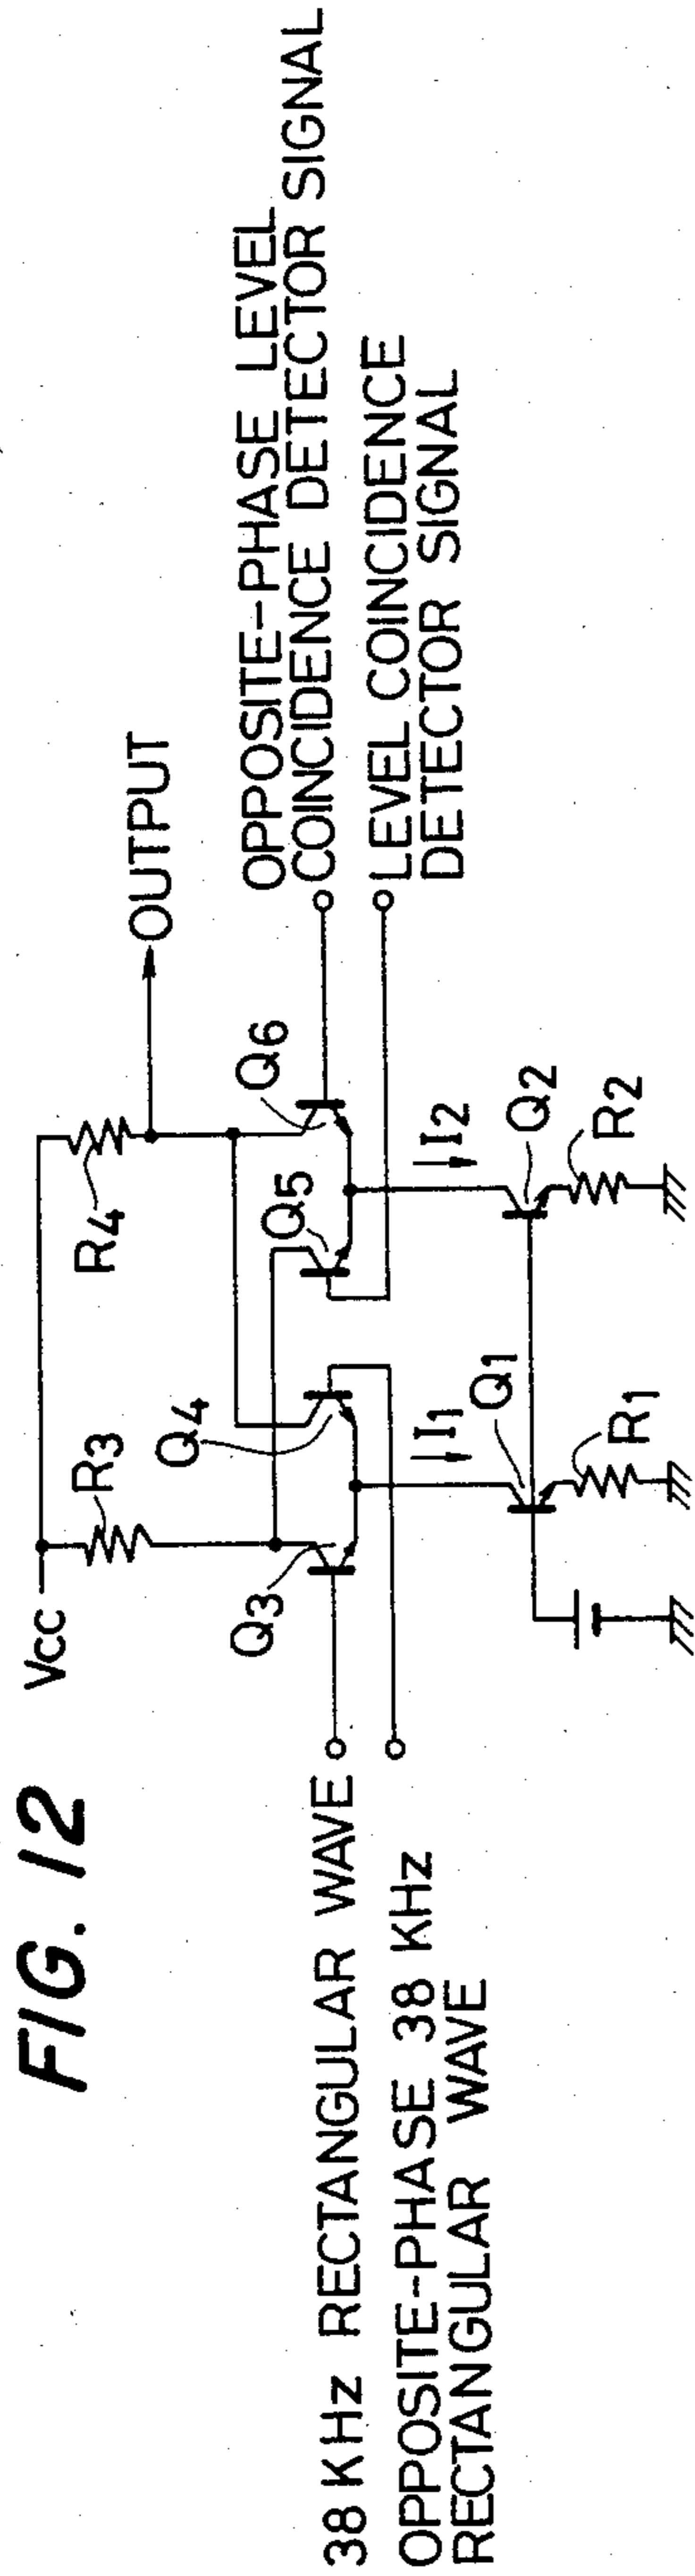 FIG. 12
Vcc
R3
R4
OUTPUT
Q3
Q4
Q5
Q6
OPPOSITE-PHASE LEVEL
COINCIDENCE DETECTOR SIGNAL
38 KHz RECTANGULAR WAVE
LEVEL COINCIDENCE
DETECTOR SIGNAL
OPPOSITE-PHASE 38 KHz
RECTANGULAR WAVE
I1
I2
Q1
Q2
R1
R2